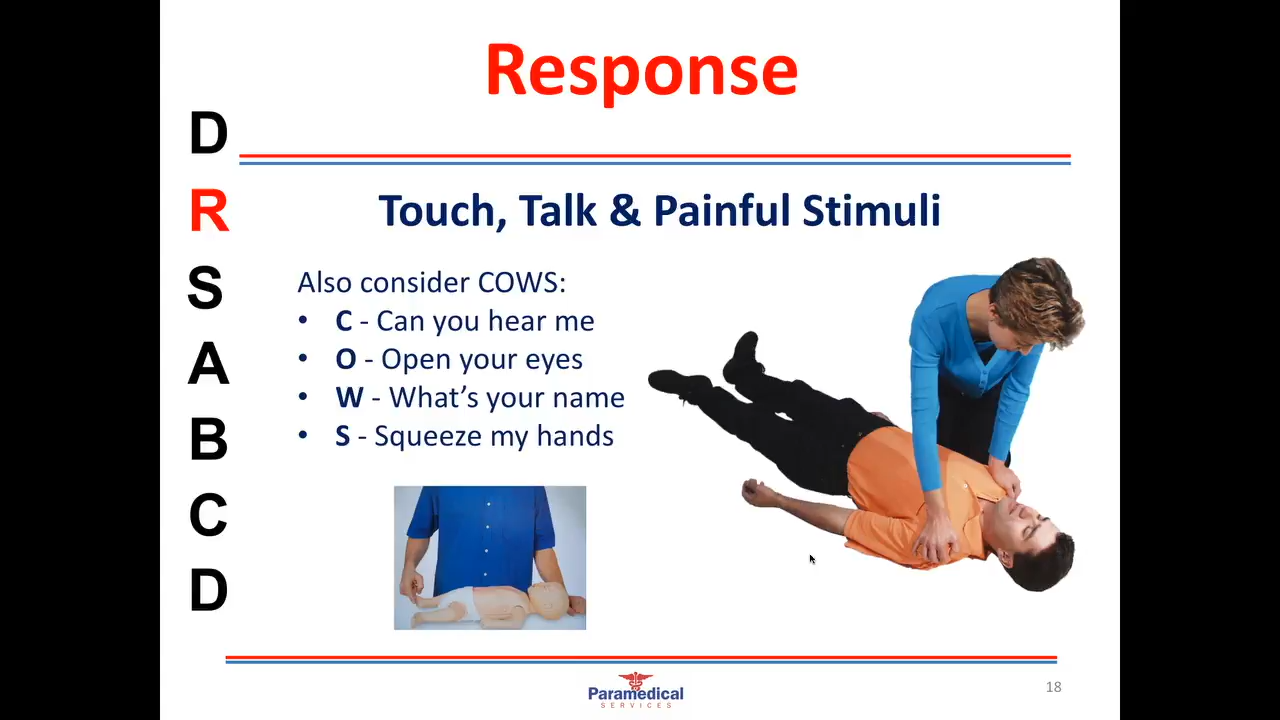 Response
D
R
S
A
B
C
D
Touch, Talk & Painful Stimuli
Also consider COWS:
• C - Can you hear me
• O - Open your eyes
• W - What's your name
• S - Squeeze my hands
Paramedical
SERVICES
18